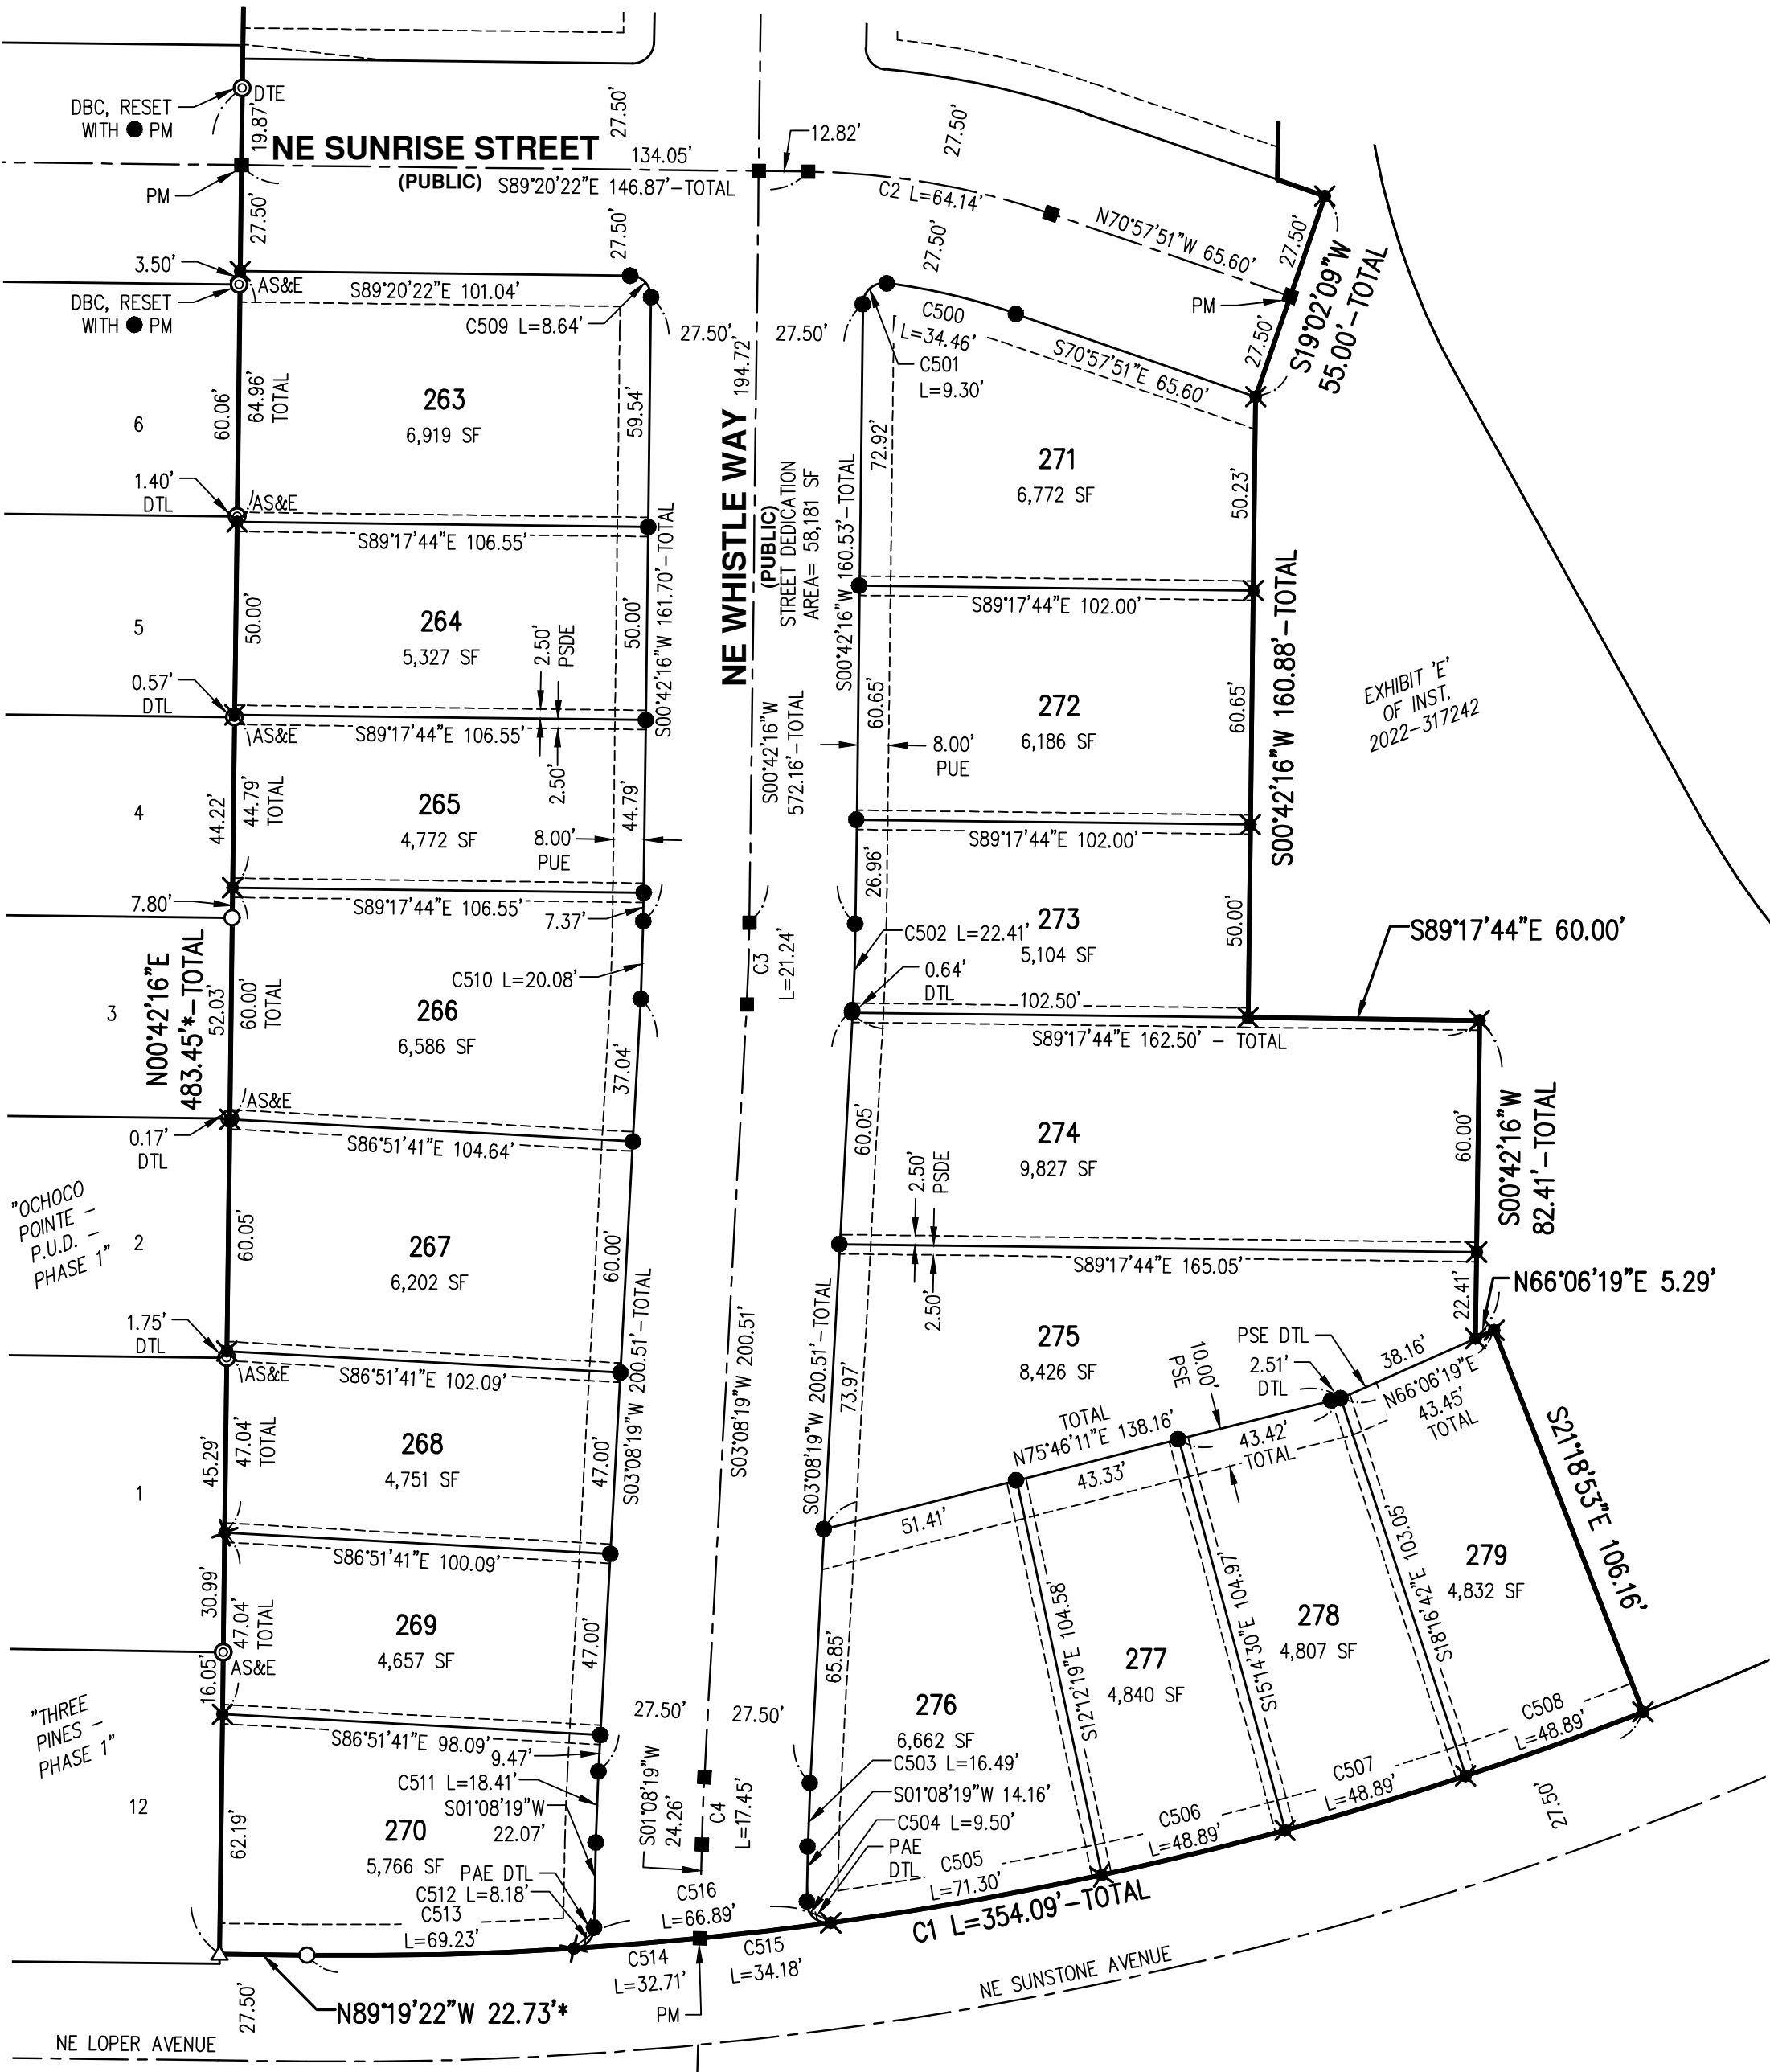 DBC, RESET
WITH ● PM
DTE
19.87'
27.50'
27.50'
12.82'
NE SUNRISE STREET
(PUBLIC)
134.05'
S89°20'22"E 146.87'-TOTAL
PM
27.50'
27.50'
C2 L=64.14'
N70°57'51"W 65.60'
27.50'
27.50'
PM
27.50'
S19°02'09"W
55.00'-TOTAL
3.50'
AS&E
DBC, RESET
WITH ● PM
S89°20'22"E 101.04'
C509 L=8.64'
27.50'
27.50'
194.72'
C500
L=34.46'
C501
L=9.30'
S70°57'51"E 65.60'
6
60.06'
64.96'
TOTAL
263
6,919 SF
59.54'
72.92'
271
6,772 SF
50.23'
1.40'
DTL
AS&E
S89°17'44"E 106.55'
NE WHISTLE WAY
(PUBLIC)
STREET DEDICATION
AREA= 58,181 SF
S00°42'16"W 160.53'-TOTAL
S00°42'16"W 161.70'-TOTAL
S89°17'44"E 102.00'
S00°42'16"W 160.88'-TOTAL
5
50.00'
264
5,327 SF
2.50'
PSDE
50.00'
0.57'
DTL
AS&E
S89°17'44"E 106.55'
2.50'
60.65'
272
6,186 SF
60.65'
EXHIBIT 'E'
OF INST.
2022-317242
S00°42'16"W
572.16'-TOTAL
8.00'
PUE
4
44.22'
44.79'
TOTAL
265
4,772 SF
8.00'
PUE
44.79'
S89°17'44"E 102.00'
7.80'
S89°17'44"E 106.55'
7.37'
26.96'
273
5,104 SF
50.00'
S89°17'44"E 60.00'
C502 L=22.41'
0.64'
DTL
C3
L=21.24'
N00°42'16"E
483.45'*-TOTAL
3
52.03'
60.00'
TOTAL
C510 L=20.08'
266
6,586 SF
37.04'
102.50'
S89°17'44"E 162.50' - TOTAL
0.17'
DTL
AS&E
S86°51'41"E 104.64'
60.05'
274
9,827 SF
60.00'
S00°42'16"W
82.41'-TOTAL
2.50'
PSDE
"OCHOCO
POINTE -
P.U.D. -
PHASE 1"
2
60.05'
267
6,202 SF
60.00'
S89°17'44"E 165.05'
2.50'
22.41'
N66°06'19"E 5.29'
1.75'
DTL
AS&E
S86°51'41"E 102.09'
S03°08'19"W 200.51'-TOTAL
S03°08'19"W 200.51'
S03°08'19"W 200.51'-TOTAL
73.97'
275
8,426 SF
PSE DTL
2.51'
DTL
38.16'
N66°06'19"E
43.45'
TOTAL
10.00'
PSE
TOTAL
N75°46'11"E 138.16'
43.42'
TOTAL
43.33'
51.41'
1
45.29'
47.04'
TOTAL
268
4,751 SF
47.00'
S21°18'53"E 106.16'
S86°51'41"E 100.09'
30.99'
47.04'
TOTAL
269
4,657 SF
47.00'
16.05'
AS&E
S86°51'41"E 98.09'
65.85'
S12°12'19"E 104.58'
S15°14'30"E 104.97'
S18°16'42"E 103.05'
277
4,840 SF
278
4,807 SF
279
4,832 SF
276
6,662 SF
C503 L=16.49'
S01°08'19"W 14.16'
C504 L=9.50'
PAE
DTL
27.50'
27.50'
"THREE
PINES -
PHASE 1"
12
9.47'
C511 L=18.41'
S01°08'19"W
22.07'
S01°08'19"W
24.26'
C4
L=17.45'
62.19'
270
5,766 SF
PAE DTL
C512 L=8.18'
C513
L=69.23'
C516
L=66.89'
C505
L=71.30'
C506
L=48.89'
C507
L=48.89'
C508
L=48.89'
27.50'
C1 L=354.09'-TOTAL
C514
L=32.71'
C515
L=34.18'
PM
27.50'
N89°19'22"W 22.73'*
NE SUNSTONE AVENUE
NE LOPER AVENUE